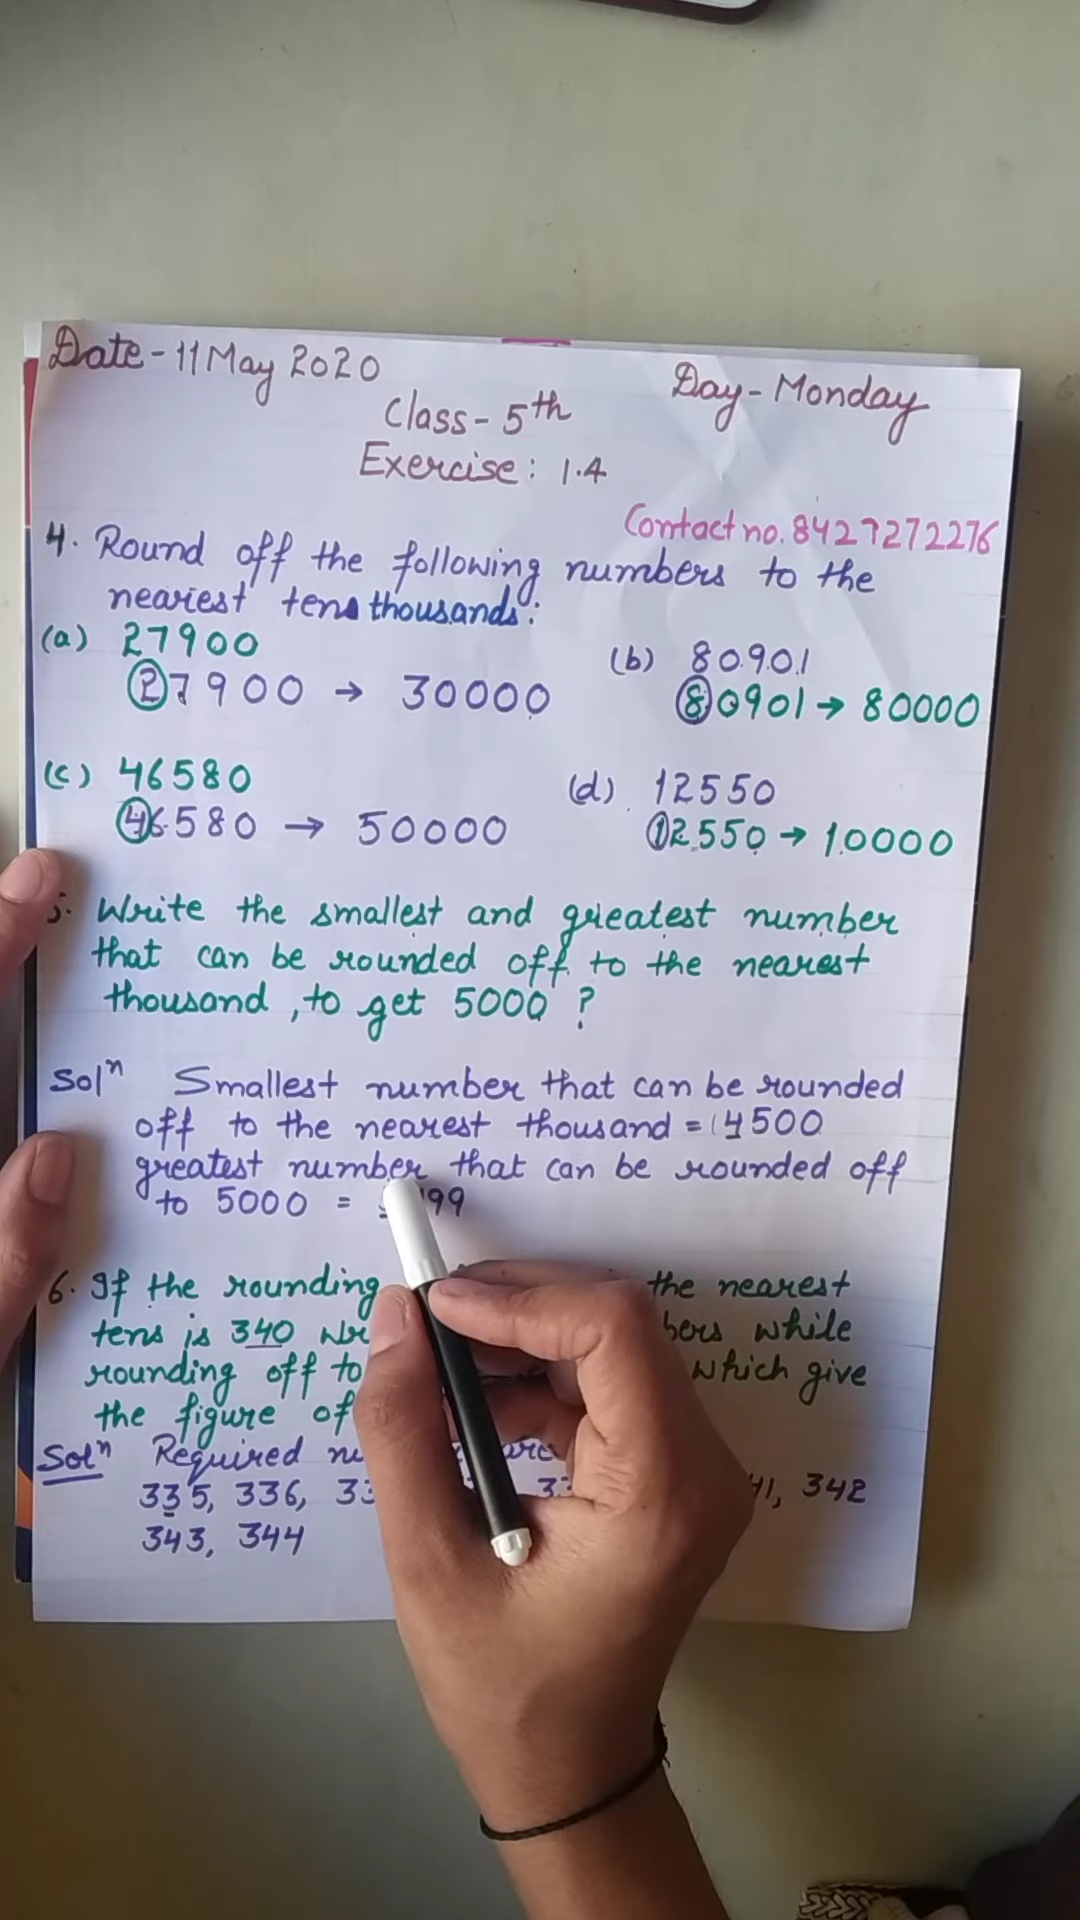 Date - 11 May 2020 Day - Monday
Class - 5th
Exercise: 1.4
Contact no. 8427272276
4. Round off the following numbers to the
nearest tens thousands:
(a) 27900
27900 → 30000
(b) 80901
80901 → 80000
(c) 46580
46580 → 50000
(d) 12550
12550 → 10000
5. Write the smallest and greatest number
that can be rounded off to the nearest
thousand, to get 5000 ?
Solⁿ Smallest number that can be rounded
off to the nearest thousand = 4500
greatest number that can be rounded off
to 5000 =
6. If the rounding the nearest
tens is 340 while
rounding off to which give
the figure of
Solⁿ Required
335, 336, 342
343, 344